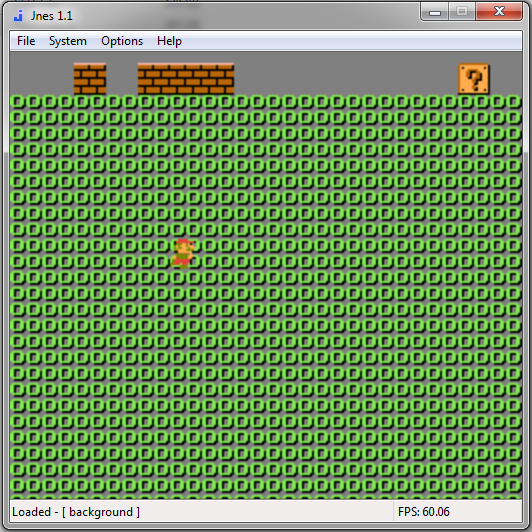 Jnes 1.1
File System Options Help
?
Loaded - [ background ] FPS: 60.06